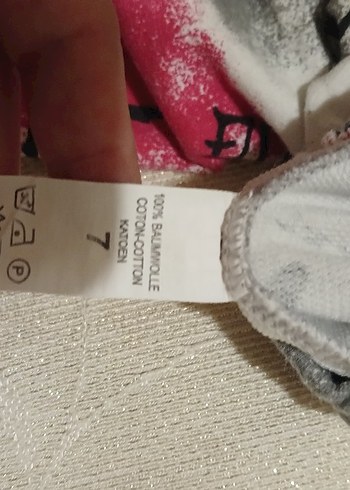 100% BAUMWOLLE
COTON-COTTON
KATOEN
7
P